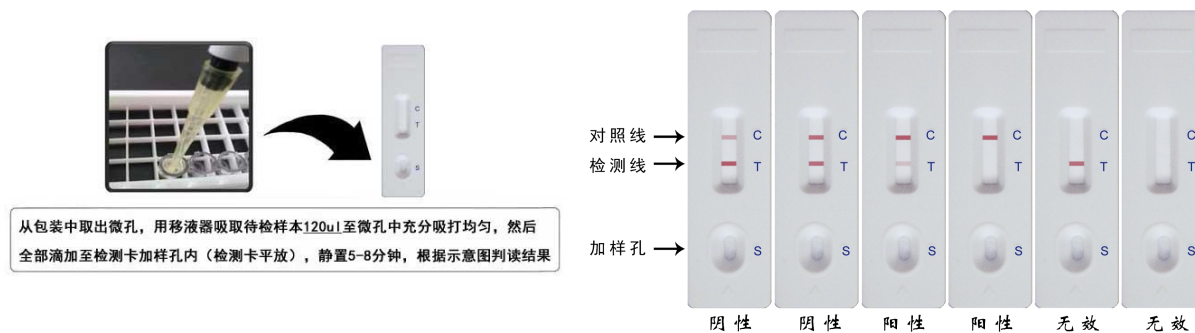 C
T
S
从包装中取出微孔，用移液器吸取待检样本120ul至微孔中充分吸打均匀，然后
全部滴加至检测卡加样孔内（检测卡平放），静置5-8分钟，根据示意图判读结果
对照线
检测线
加样孔
C C C C C C
T T T T T T
S S S S S S
阴性 阴性 阳性 阳性 无效 无效